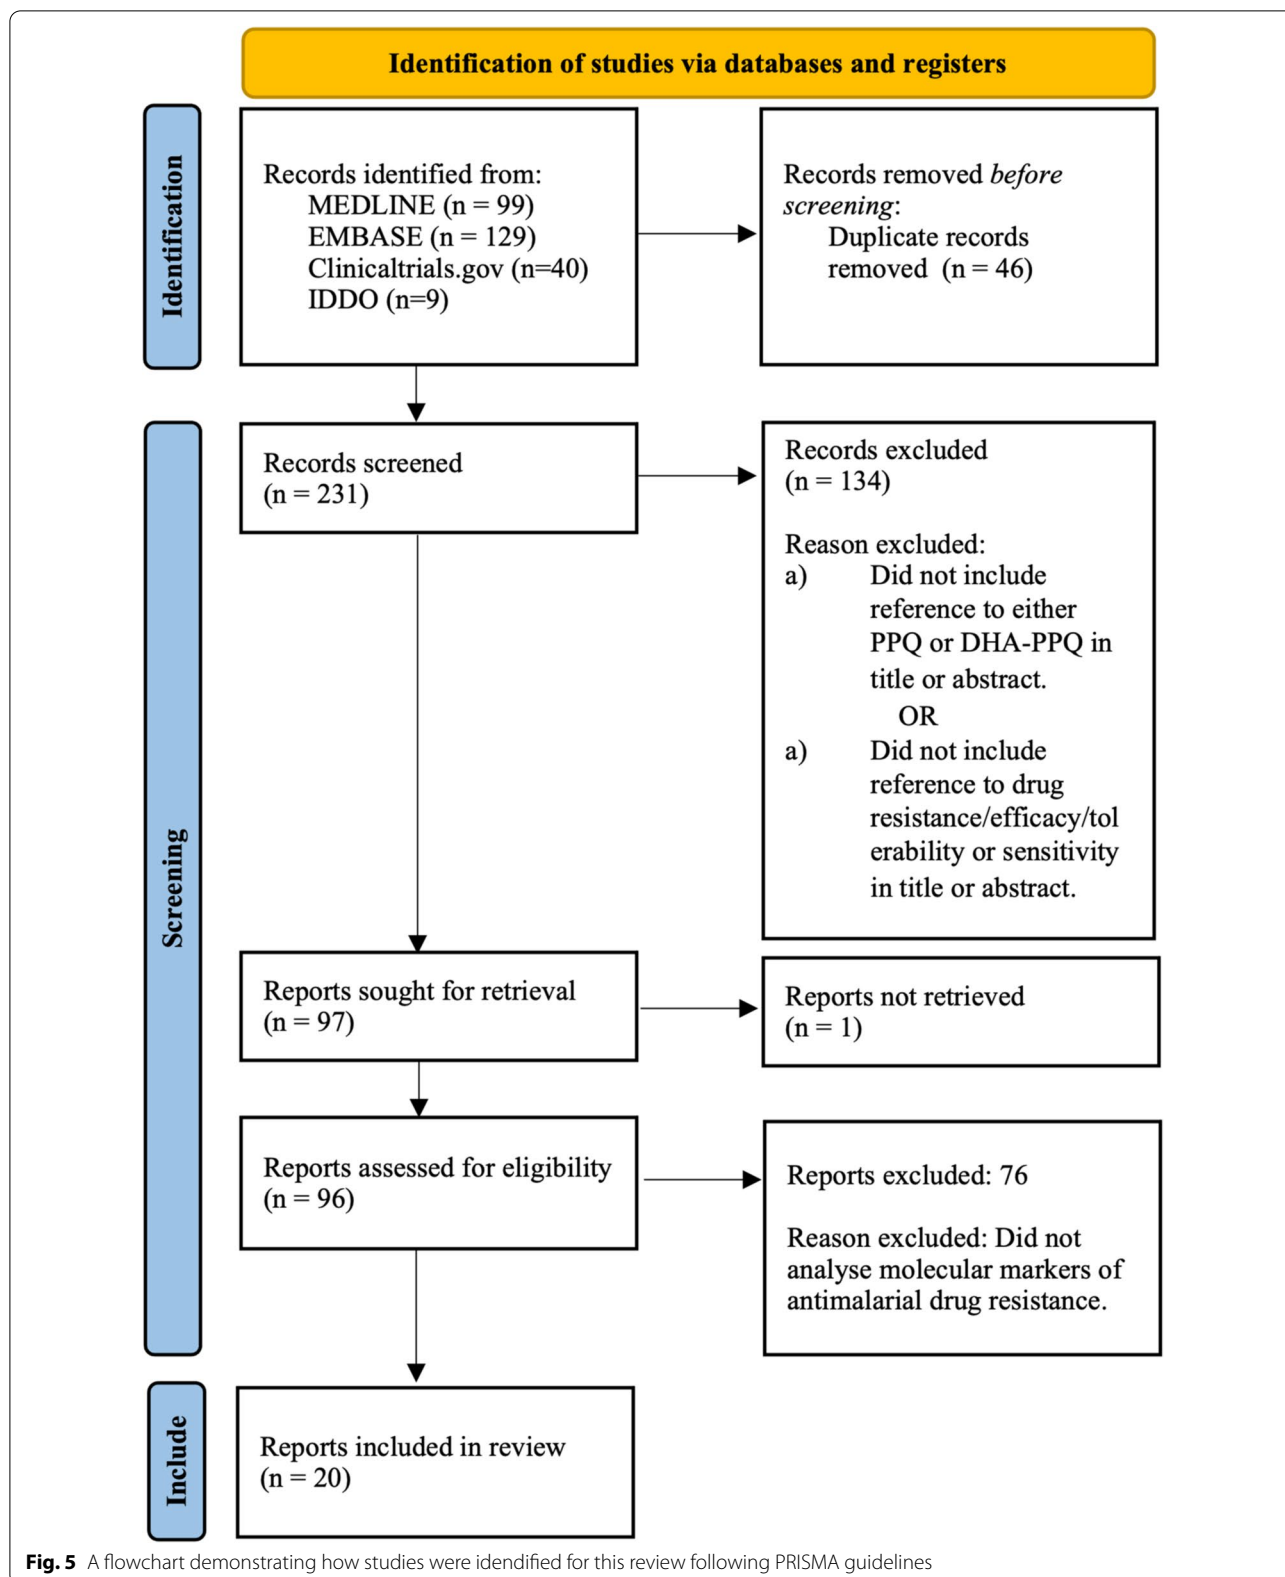 Identification of studies via databases and registers
Identification
Records identified from:
MEDLINE (n = 99)
EMBASE (n = 129)
Clinicaltrials.gov (n=40)
IDDO (n=9)
Records removed before
screening:
Duplicate records
removed (n = 46)
Screening
Records screened
(n = 231)
Records excluded
(n = 134)
Reason excluded:
a) Did not include
reference to either
PPQ or DHA-PPQ in
title or abstract.
OR
a) Did not include
reference to drug
resistance/efficacy/tol
erability or sensitivity
in title or abstract.
Reports sought for retrieval
(n = 97)
Reports not retrieved
(n = 1)
Reports assessed for eligibility
(n = 96)
Reports excluded: 76
Reason excluded: Did not
analyse molecular markers of
antimalarial drug resistance.
Include
Reports included in review
(n = 20)
Fig. 5 A flowchart demonstrating how studies were idendified for this review following PRISMA guidelines